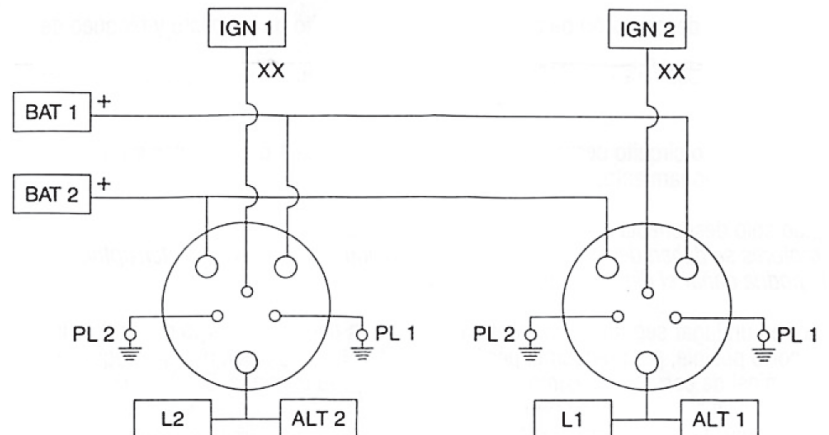 IGN 1
IGN 2
XX
XX
BAT 1
+
BAT 2
+
PL 2
PL 1
PL 2
PL 1
L2
ALT 2
L1
ALT 1